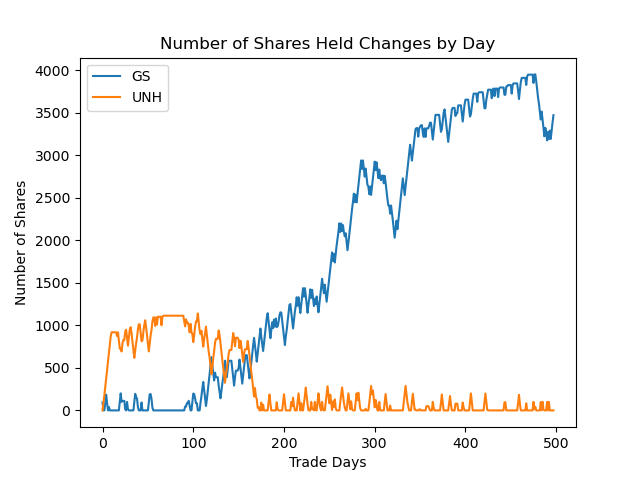 Number of Shares Held Changes by Day
GS
UNH
4000
3500
3000
2500
2000
1500
1000
500
0
Number of Shares
0 100 200 300 400 500
Trade Days